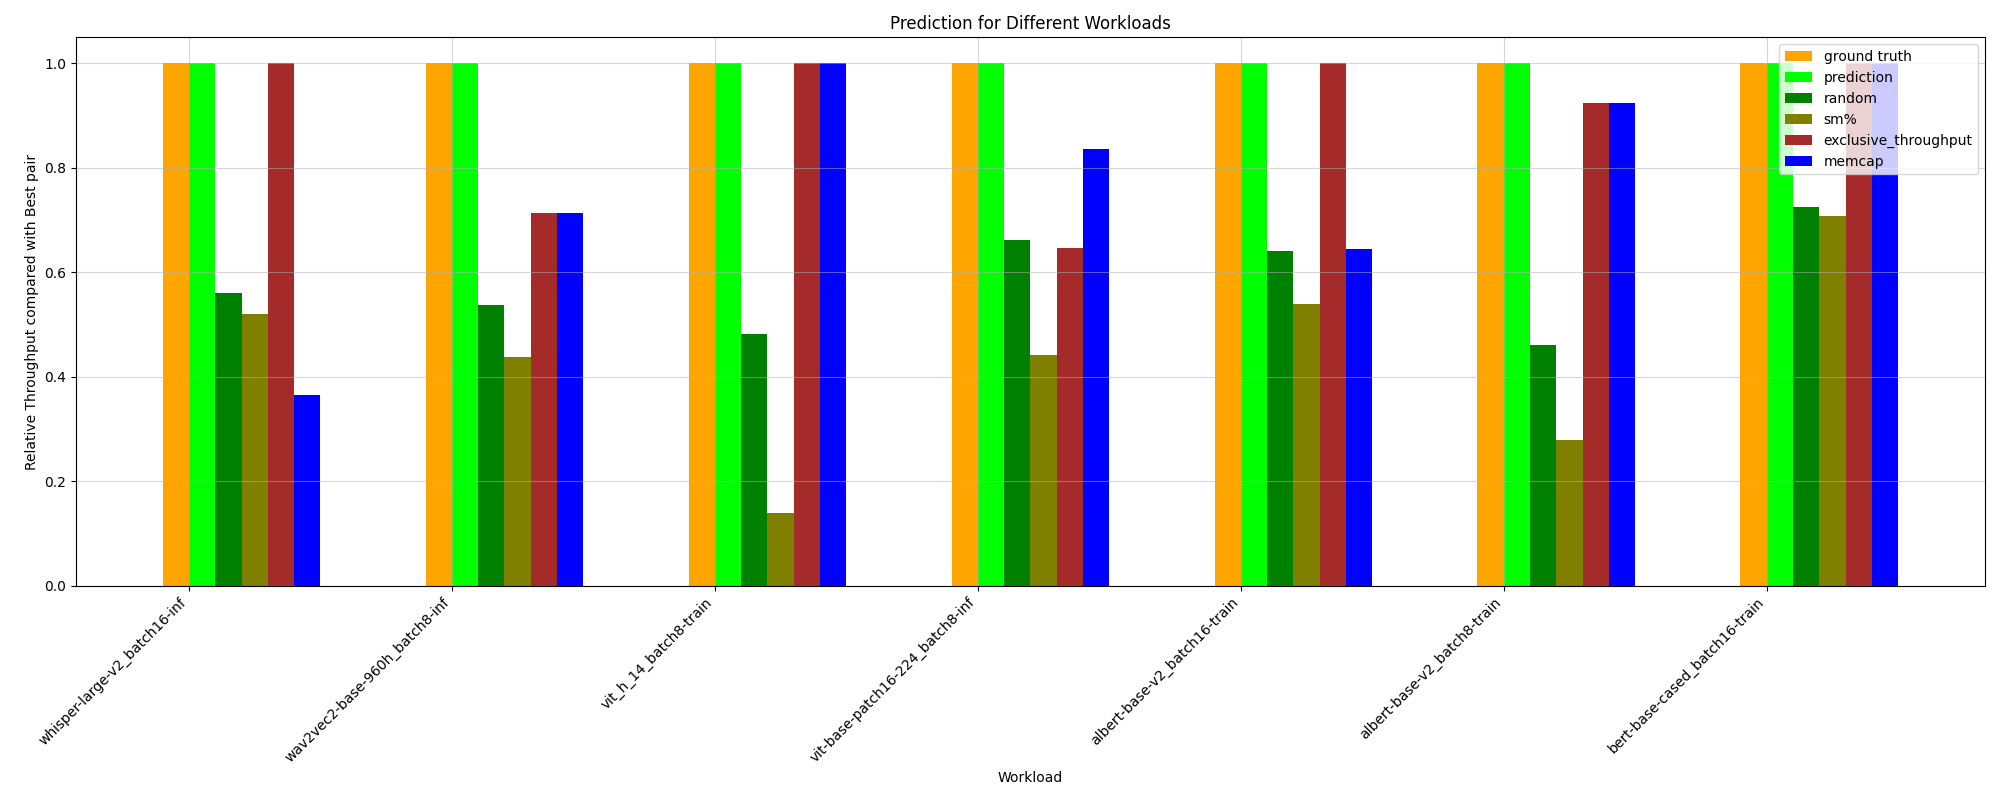 Prediction for Different Workloads
Relative Throughput compared with Best pair
1.0
0.8
0.6
0.4
0.2
0.0
ground truth
prediction
random
sm%
exclusive_throughput
memcap
whisper-large-v2_batch16-inf
wav2vec2-base-960h_batch8-inf
vit_h_14_batch8-train
vit-base-patch16-224_batch8-inf
albert-base-v2_batch16-train
albert-base-v2_batch8-train
bert-base-cased_batch16-train
Workload